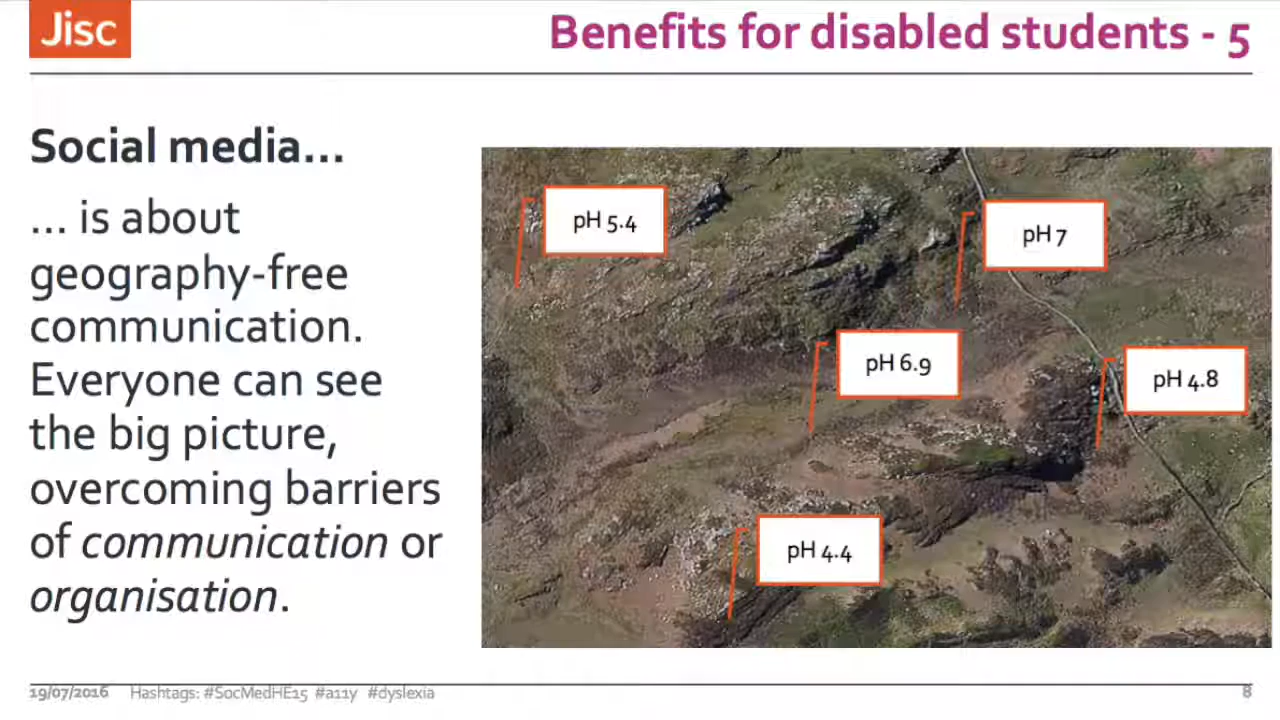 Jisc
Benefits for disabled students - 5
Social media...
... is about
geography-free
communication.
Everyone can see
the big picture,
overcoming barriers
of communication or
organisation.
pH 5.4
pH 7
pH 6.9
pH 4.8
pH 4.4
19/07/2016 Hashtags: #SocMedHE15 #a11y #dyslexia
8